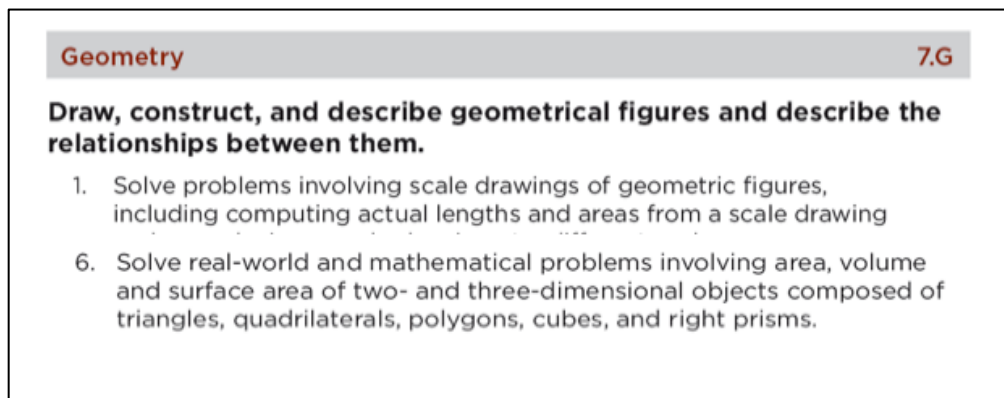 Geometry 7.G
Draw, construct, and describe geometrical figures and describe the
relationships between them.
1. Solve problems involving scale drawings of geometric figures,
including computing actual lengths and areas from a scale drawing
6. Solve real-world and mathematical problems involving area, volume
and surface area of two- and three-dimensional objects composed of
triangles, quadrilaterals, polygons, cubes, and right prisms.